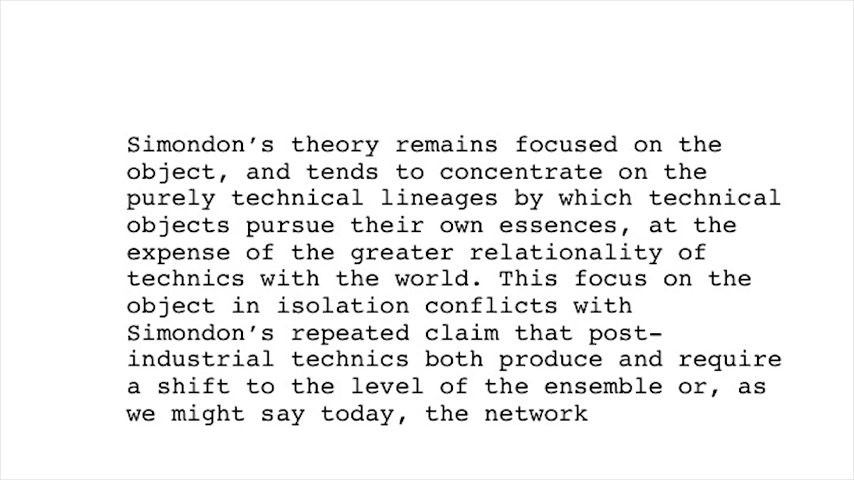 Simondon’s theory remains focused on the
object, and tends to concentrate on the
purely technical lineages by which technical
objects pursue their own essences, at the
expense of the greater relationality of
technics with the world. This focus on the
object in isolation conflicts with
Simondon’s repeated claim that post-
industrial technics both produce and require
a shift to the level of the ensemble or, as
we might say today, the network